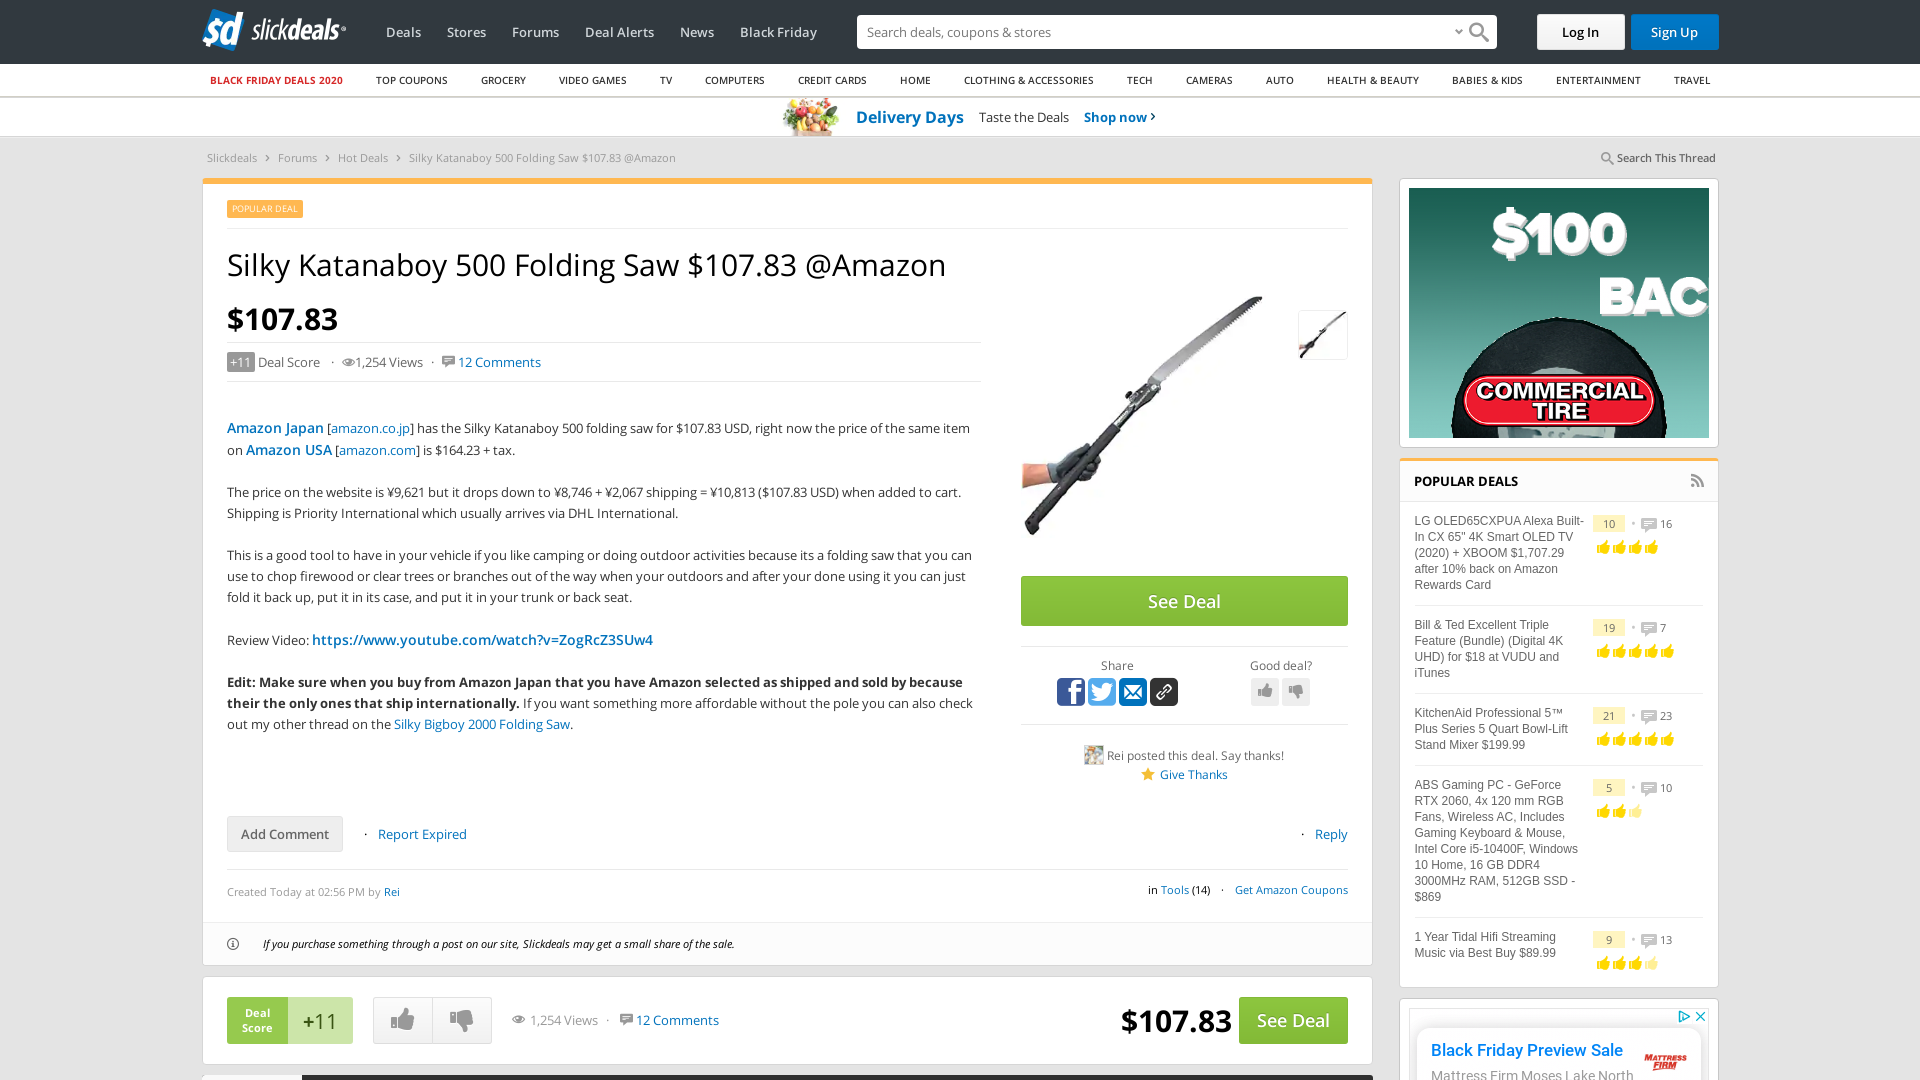 slickdeals
Deals
Stores
Forums
Deal Alerts
News
Black Friday
Search deals, coupons & stores
Log In
Sign Up
BLACK FRIDAY DEALS 2020
TOP COUPONS
GROCERY
VIDEO GAMES
TV
COMPUTERS
CREDIT CARDS
HOME
CLOTHING & ACCESSORIES
TECH
CAMERAS
AUTO
HEALTH & BEAUTY
BABIES & KIDS
ENTERTAINMENT
TRAVEL
Delivery Days Taste the Deals Shop now ›
Slickdeals › Forums › Hot Deals › Silky Katanaboy 500 Folding Saw $107.83 @Amazon
Search This Thread
POPULAR DEAL
Silky Katanaboy 500 Folding Saw $107.83 @Amazon
$107.83
+11 Deal Score · 1,254 Views · 12 Comments
Amazon Japan [amazon.co.jp] has the Silky Katanaboy 500 folding saw for $107.83 USD, right now the price of the same item
on Amazon USA [amazon.com] is $164.23 + tax.
The price on the website is ¥9,621 but it drops down to ¥8,746 + ¥2,067 shipping = ¥10,813 ($107.83 USD) when added to cart.
Shipping is Priority International which usually arrives via DHL International.
This is a good tool to have in your vehicle if you like camping or doing outdoor activities because its a folding saw that you can
use to chop firewood or clear trees or branches out of the way when your outdoors and after your done using it you can just
fold it back up, put it in its case, and put it in your trunk or back seat.
Review Video: https://www.youtube.com/watch?v=ZogRcZ3SUw4
Edit: Make sure when you buy from Amazon Japan that you have Amazon selected as shipped and sold by because
their the only ones that ship internationally. If you want something more affordable without the pole you can also check
out my other thread on the Silky Bigboy 2000 Folding Saw.
See Deal
Share
Good deal?
Rei posted this deal. Say thanks!
Give Thanks
Add Comment · Report Expired
· Reply
Created Today at 02:56 PM by Rei
in Tools (14) · Get Amazon Coupons
If you purchase something through a post on our site, Slickdeals may get a small share of the sale.
Deal
Score
+11
1,254 Views · 12 Comments
$107.83
See Deal
$100
BAC
COMMERCIAL
TIRE
POPULAR DEALS
LG OLED65CXPUA Alexa Built-
In CX 65" 4K Smart OLED TV
(2020) + XBOOM $1,707.29
after 10% back on Amazon
Rewards Card
10 • 16
Bill & Ted Excellent Triple
Feature (Bundle) (Digital 4K
UHD) for $18 at VUDU and
iTunes
19 • 7
KitchenAid Professional 5™
Plus Series 5 Quart Bowl-Lift
Stand Mixer $199.99
21 • 23
ABS Gaming PC - GeForce
RTX 2060, 4x 120 mm RGB
Fans, Wireless AC, Includes
Gaming Keyboard & Mouse,
Intel Core i5-10400F, Windows
10 Home, 16 GB DDR4
3000MHz RAM, 512GB SSD -
$869
5 • 10
1 Year Tidal Hifi Streaming
Music via Best Buy $89.99
9 • 13
Black Friday Preview Sale
MATTRESS
FIRM
Mattress Firm Moses Lake North